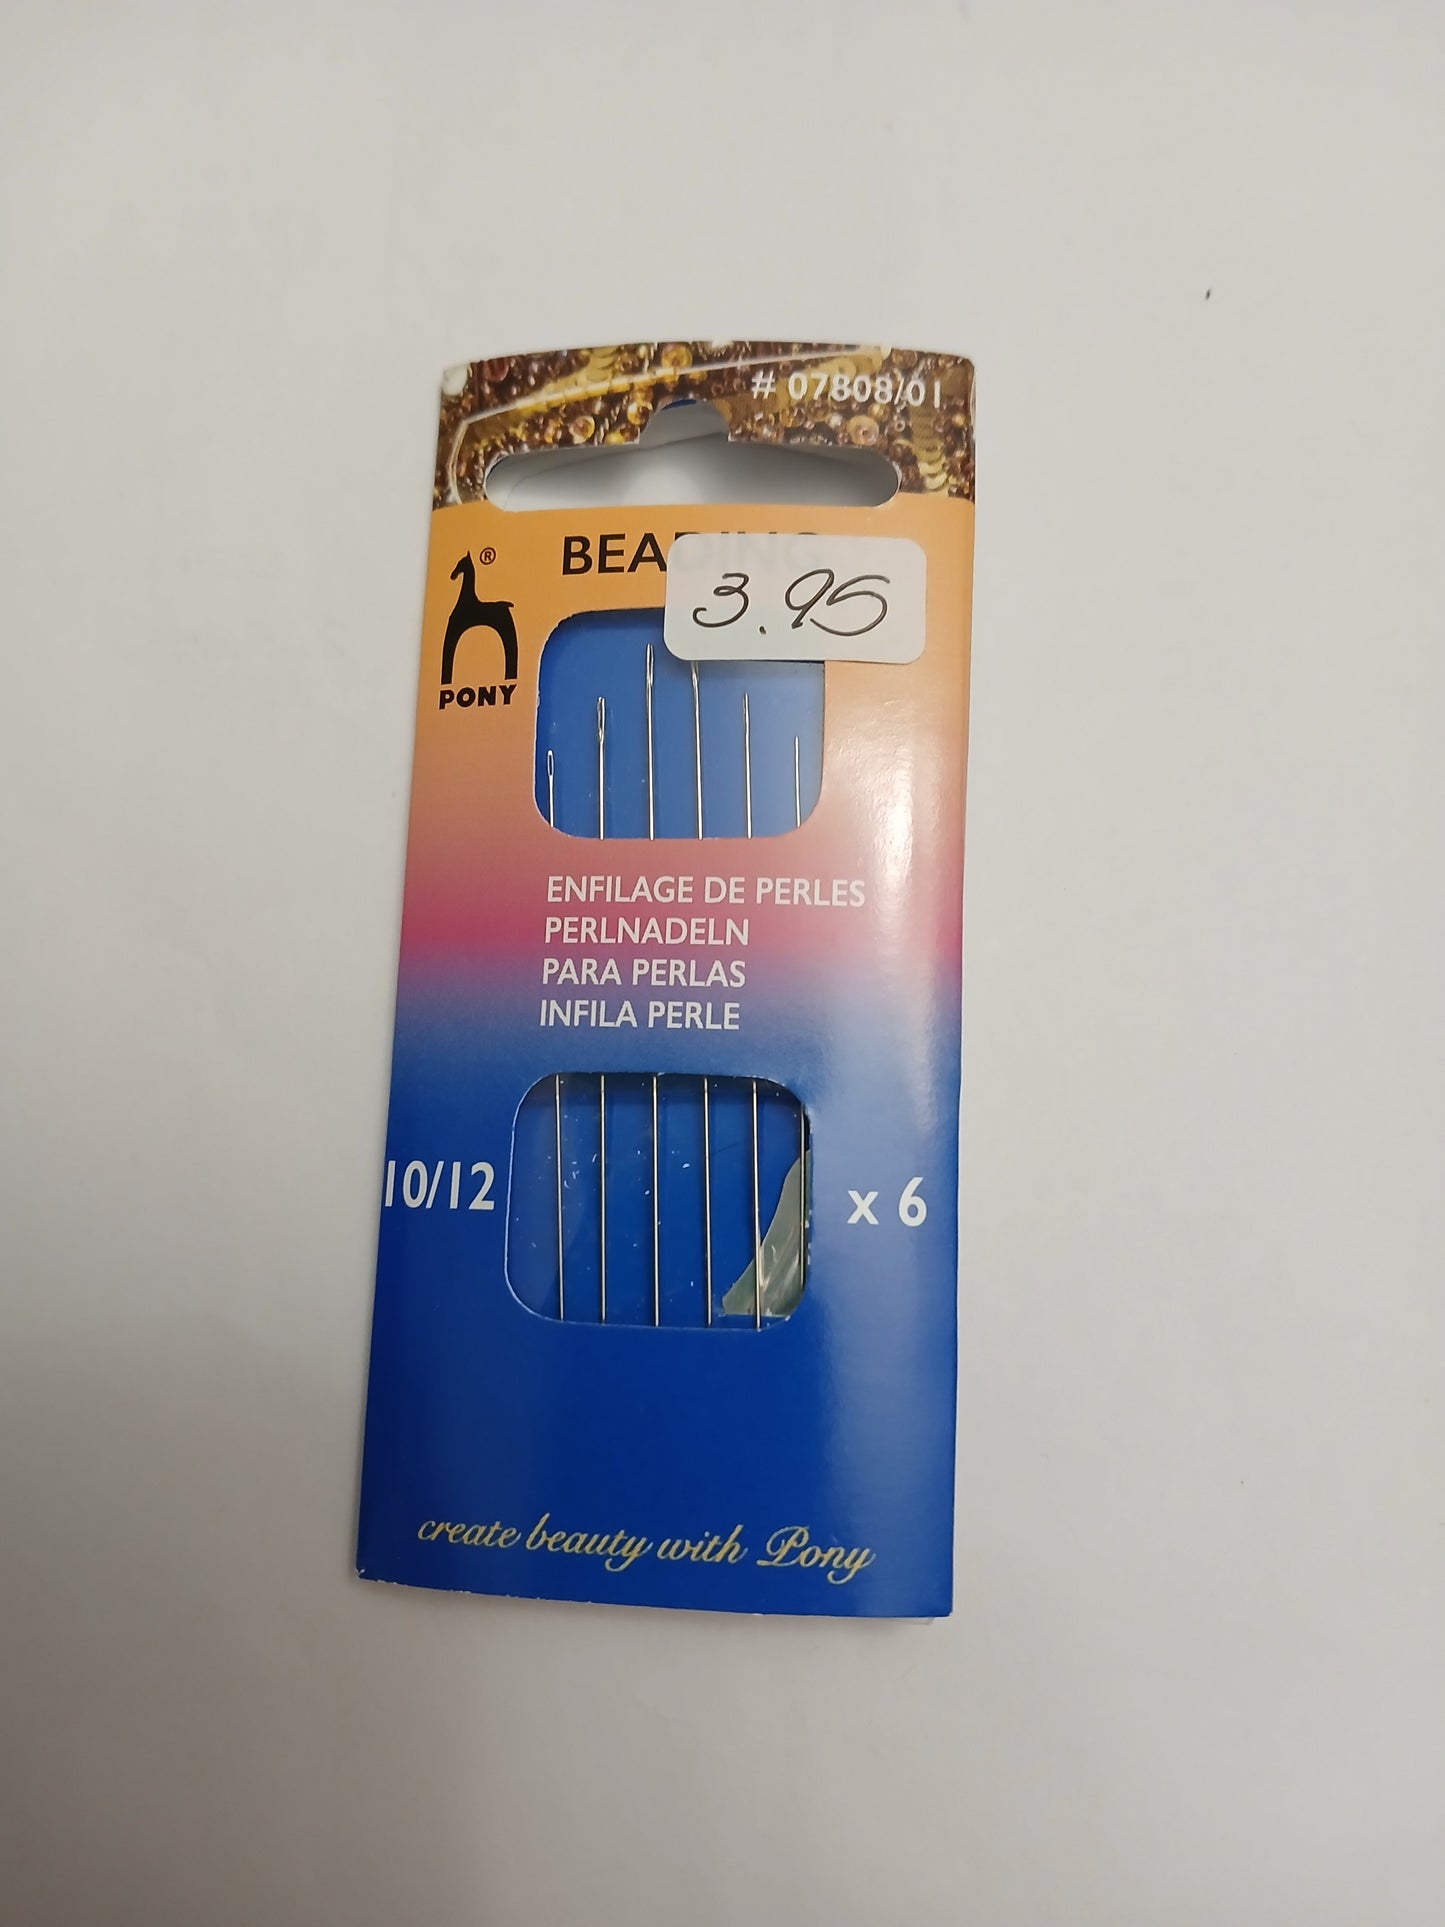 # 07808/01
BEADING
3.95
®
PONY
ENFILAGE DE PERLES
PERLNADELN
PARA PERLAS
INFILA PERLE
10/12
x 6
create beauty with Pony